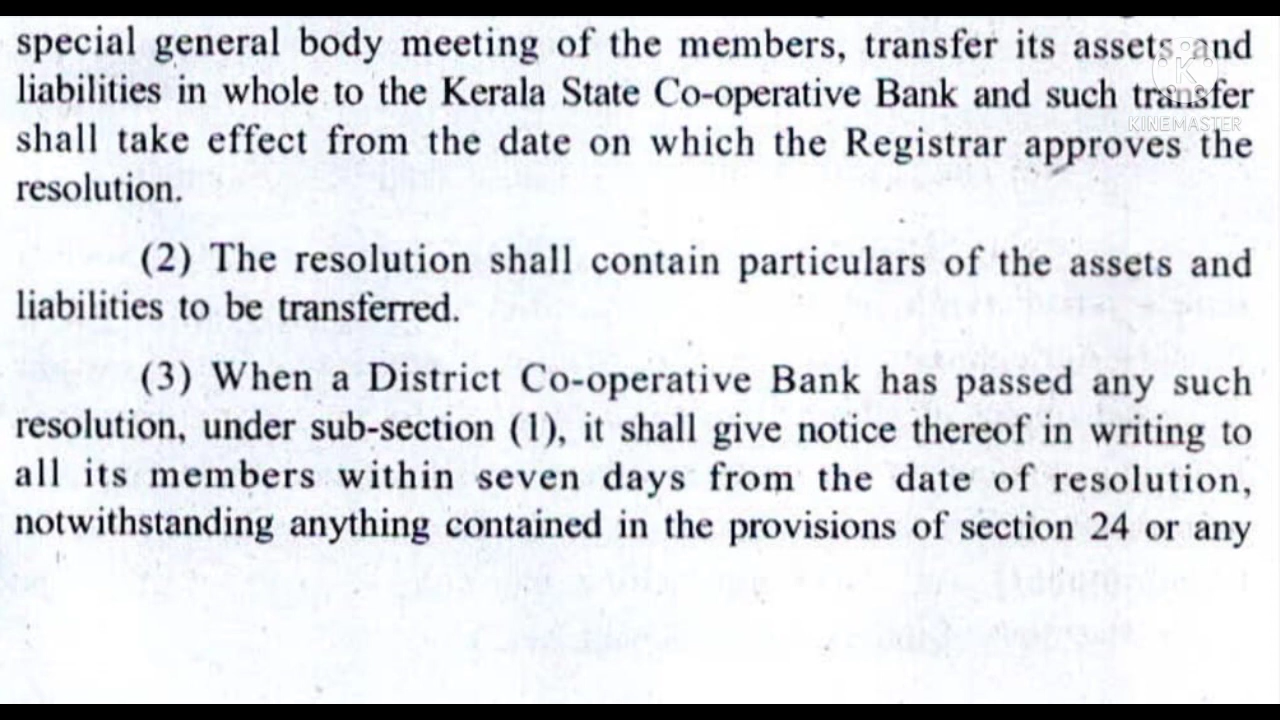 special general body meeting of the members, transfer its assets and
liabilities in whole to the Kerala State Co-operative Bank and such transfer
shall take effect from the date on which the Registrar approves the
resolution.
(2) The resolution shall contain particulars of the assets and
liabilities to be transferred.
(3) When a District Co-operative Bank has passed any such
resolution, under sub-section (1), it shall give notice thereof in writing to
all its members within seven days from the date of resolution,
notwithstanding anything contained in the provisions of section 24 or any
K
KINEMASTER